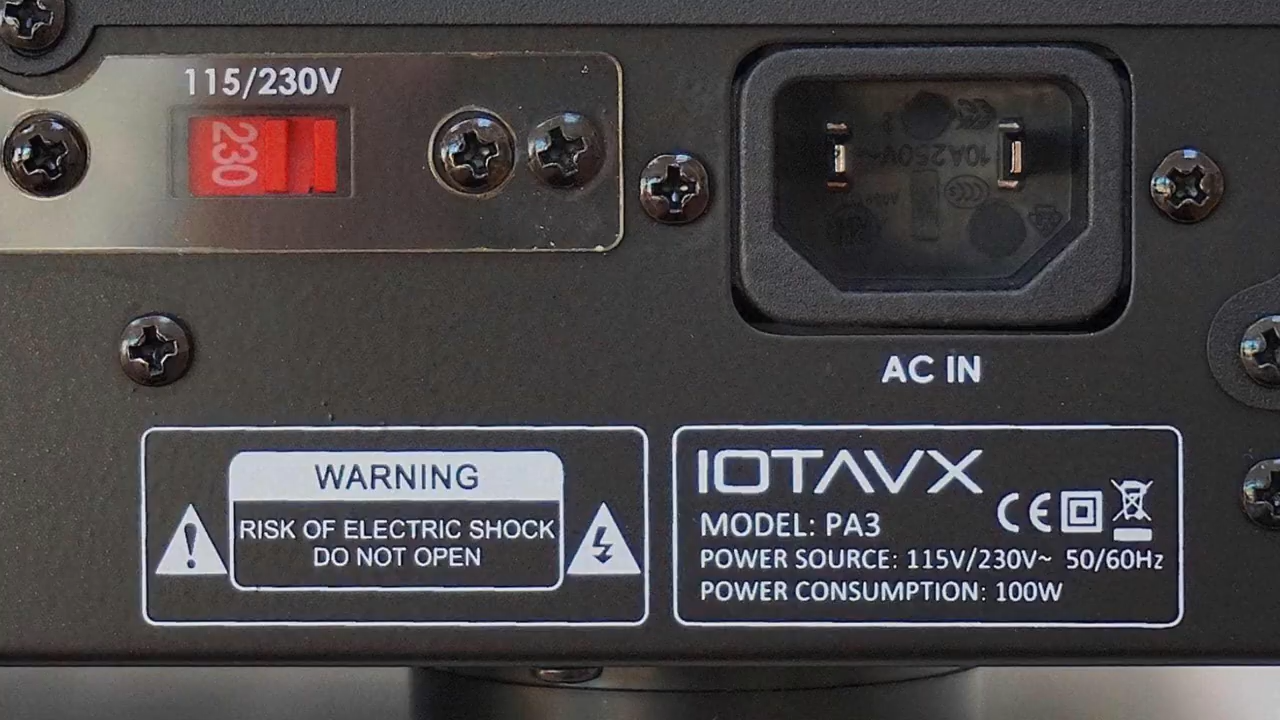 115/230V
230
10A250V~
AC IN
WARNING
RISK OF ELECTRIC SHOCK
DO NOT OPEN
IOTAVX
MODEL: PA3
POWER SOURCE: 115V/230V~ 50/60Hz
POWER CONSUMPTION: 100W